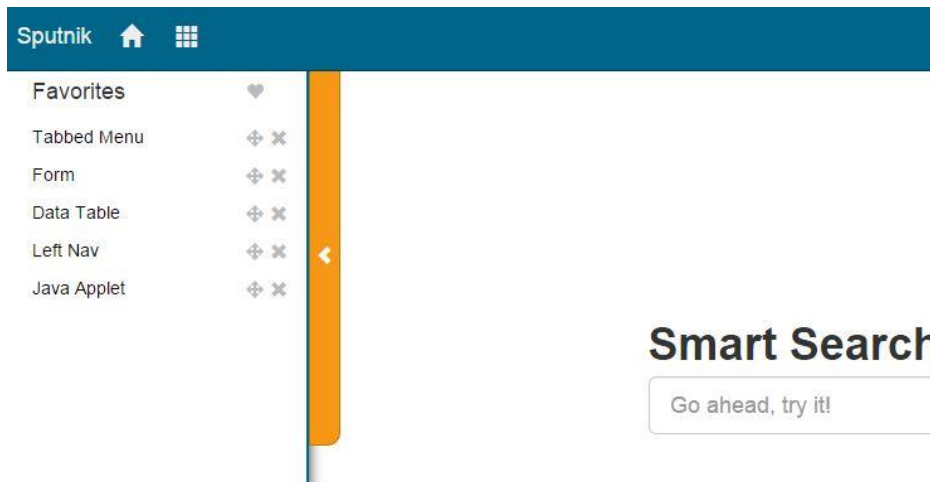 Sputnik
Favorites
Tabbed Menu
Form
Data Table
Left Nav
Java Applet
Smart Search
Go ahead, try it!